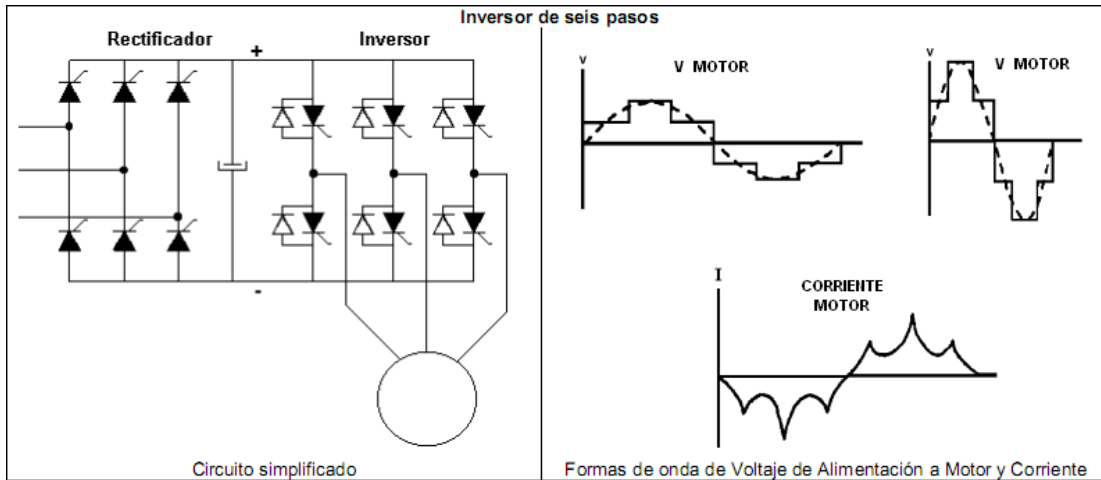 Inversor de seis pasos
Rectificador
+
Inversor
-
Circuito simplificado
V
V MOTOR
V
V MOTOR
I
CORRIENTE
MOTOR
Formas de onda de Voltaje de Alimentación a Motor y Corriente